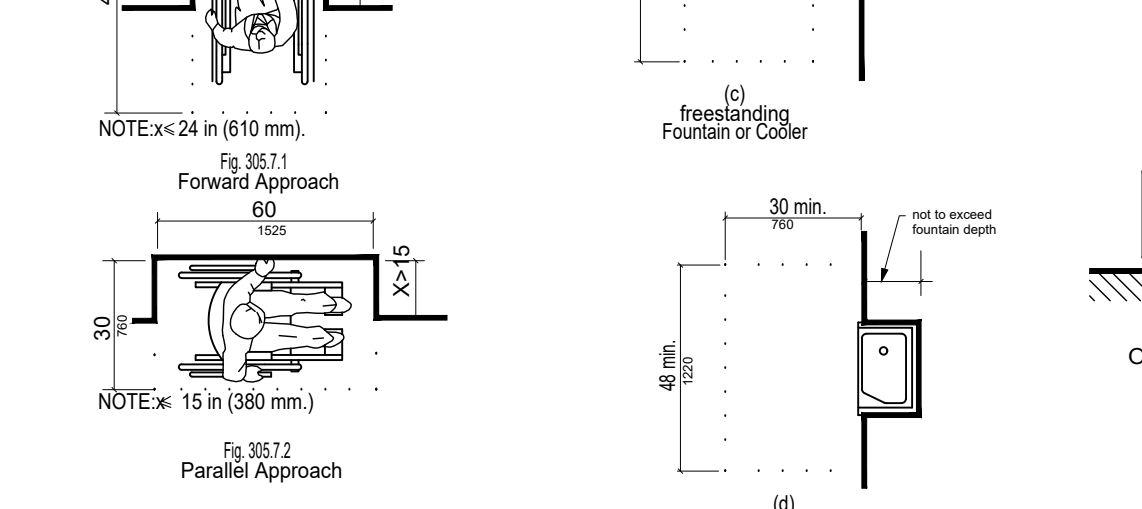 NOTE:x≤ 24 in (610 mm).
Fig. 305.7.1
Forward Approach
60
1525
X>15
30
760
NOTE:x≤ 15 in (380 mm.)
Fig. 305.7.2
Parallel Approach
(c)
freestanding
Fountain or Cooler
30 min.
760
not to exceed
fountain depth
48 min.
1220
(d)